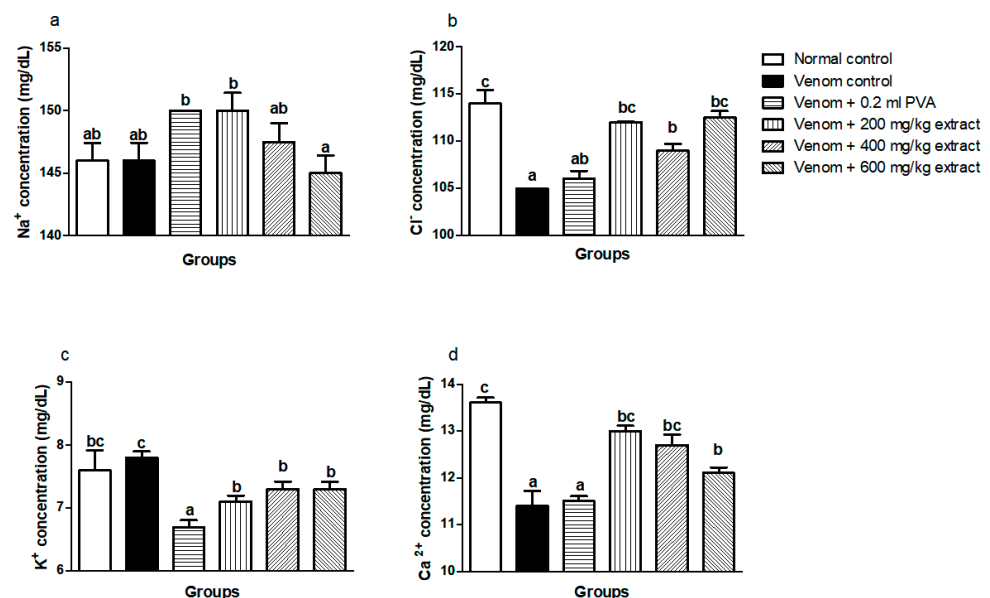 a
Na+ concentration (mg/dL)
155
150
145
140
ab
ab
b
b
ab
a
Groups
b
Cl- concentration (mg/dL)
120
115
110
105
100
c
a
ab
bc
b
bc
Groups
Normal control
Venom control
Venom + 0.2 ml PVA
Venom + 200 mg/kg extract
Venom + 400 mg/kg extract
Venom + 600 mg/kg extract
c
K+ concentration (mg/dL)
9
8
7
6
bc
c
a
b
b
b
Groups
d
Ca 2+ concentration (mg/dL)
14
13
12
11
10
c
a
a
bc
bc
b
Groups